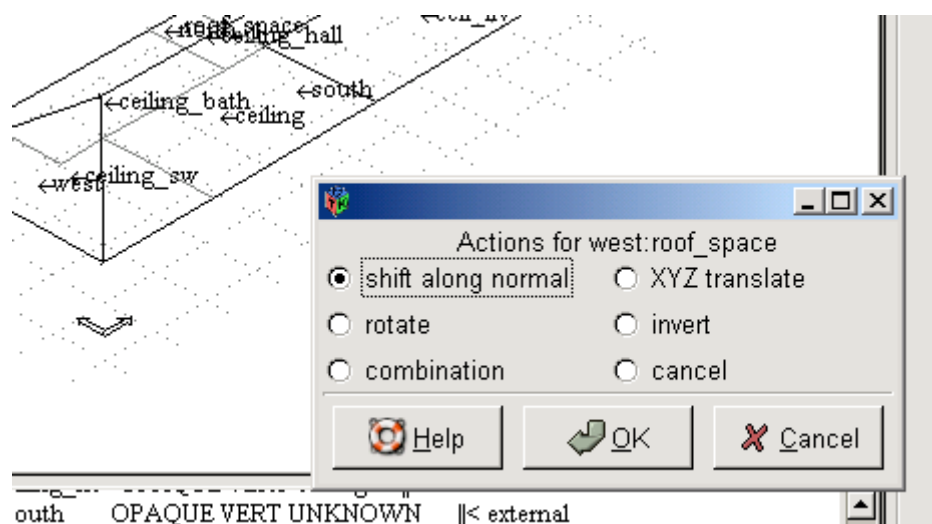 roof_space
ceiling_hall
←south
←ceiling_bath
←ceiling
←west
ceiling_sw
Actions for west:roof_space
shift along normal
XYZ translate
rotate
invert
combination
cancel
Help
OK
Cancel
outh OPAQUE VERT UNKNOWN ||< external